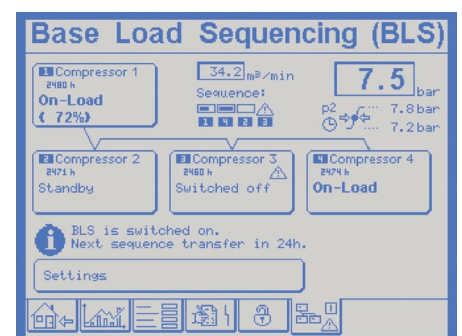 Base Load Sequencing (BLS)
1 Compressor 1
2480 h
On-Load
( 72%)
34.2 m³/min
Sequence:
1 4 2 3
7.5 bar
p2 7.8 bar
7.2 bar
2 Compressor 2
2471 h
Standby
3 Compressor 3
2460 h
Switched off
4 Compressor 4
2474 h
On-Load
BLS is switched on.
Next sequence transfer in 24h.
Settings